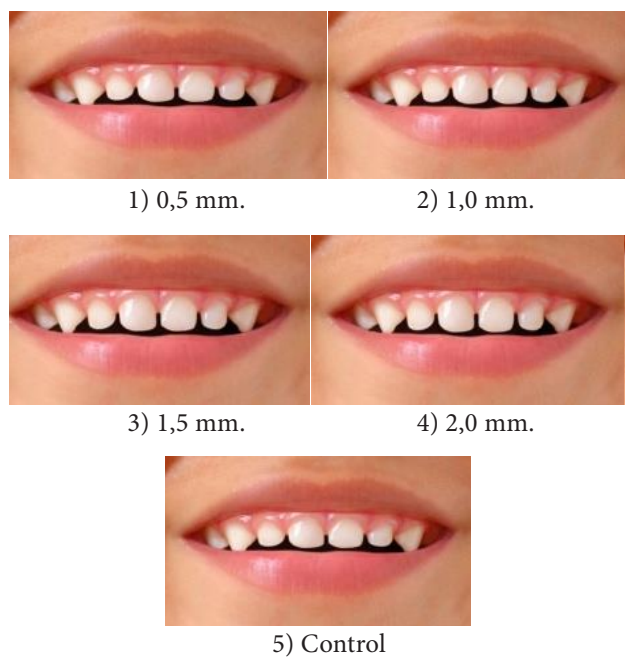 1) 0,5 mm.
2) 1,0 mm.
3) 1,5 mm.
4) 2,0 mm.
5) Control